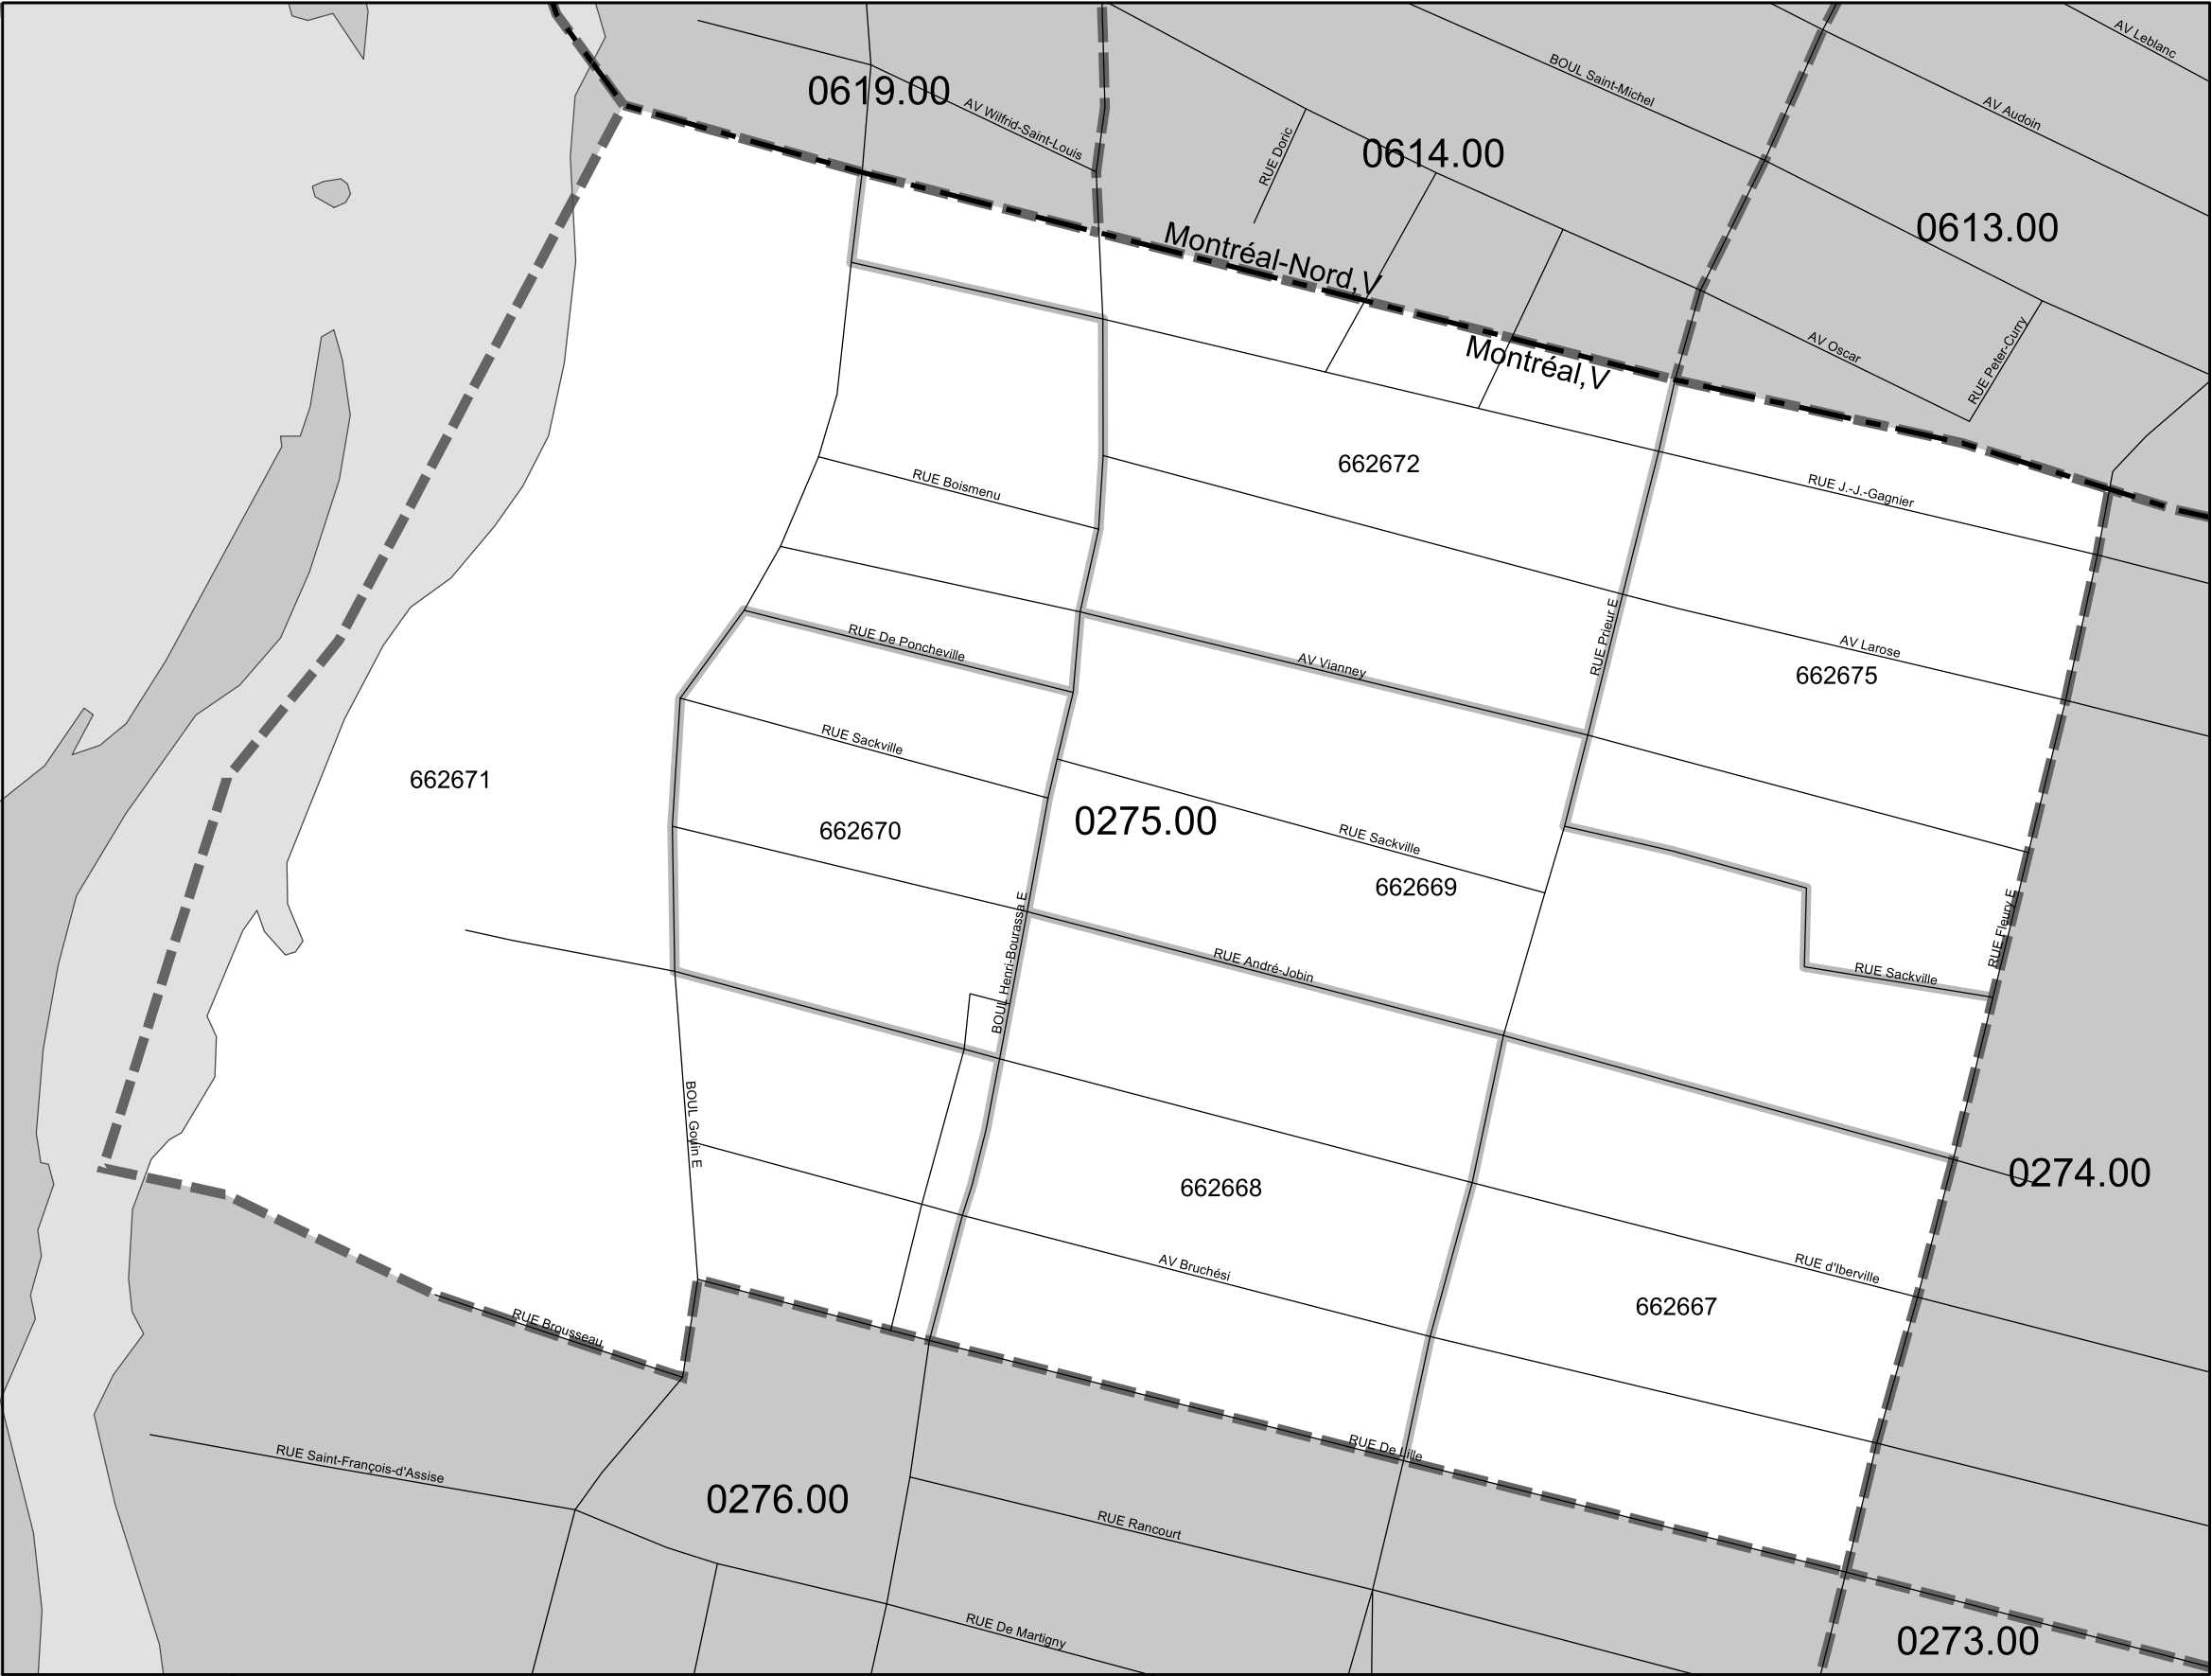 AV Leblanc
BOUL Saint-Michel
0619.00
AV Wilfrid-Saint-Louis
AV Audoin
RUE Doric
0614.00
0613.00
Montréal-Nord,V
Montréal,V
AV Oscar
RUE Peter-Curry
662672
RUE Boismenu
RUE J.-J.-Gagnier
RUE Prieur E
RUE De Poncheville
AV Vianney
AV Larose
662675
RUE Sackville
662671
662670
0275.00
RUE Sackville
662669
RUE Fleury E
BOUL Henri-Bourassa E
RUE André-Jobin
RUE Sackville
BOUL Gouin E
0274.00
662668
AV Bruchési
RUE d'Iberville
662667
RUE Brousseau
RUE De Lille
RUE Saint-François-d'Assise
0276.00
RUE Rancourt
RUE De Martigny
0273.00